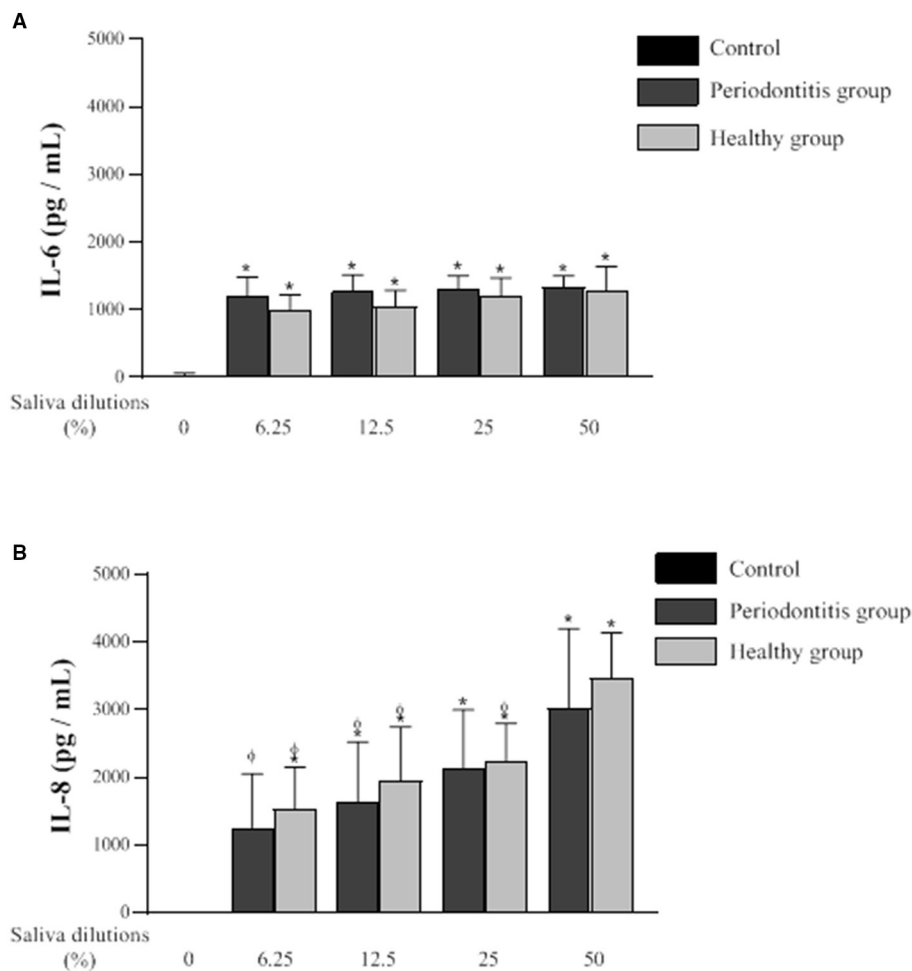 A
5000
4000
3000
2000
1000
0
IL-6 (pg / mL)
Control
Periodontitis group
Healthy group
* * * * * * * *
Saliva dilutions
(%)
0 6.25 12.5 25 50
B
5000
4000
3000
2000
1000
0
IL-8 (pg / mL)
Control
Periodontitis group
Healthy group
ϕ ϕ ϕ ϕ ϕ
* * * * * * *
Saliva dilutions
(%)
0 6.25 12.5 25 50